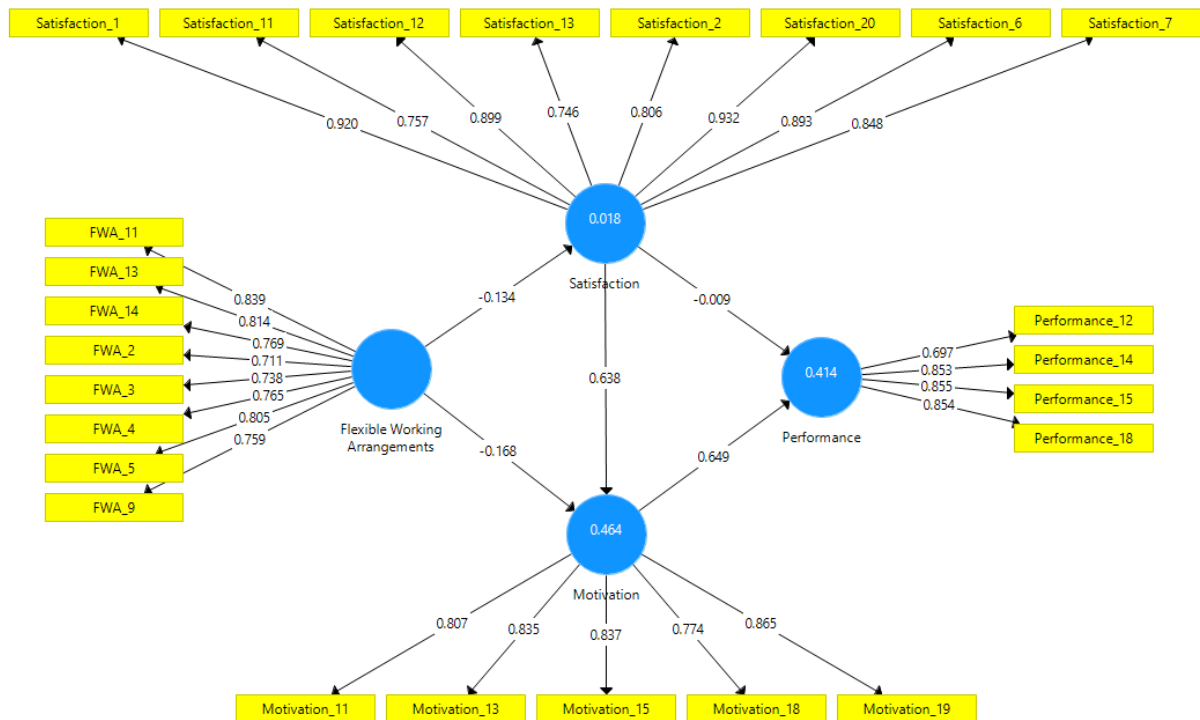 Satisfaction_1
Satisfaction_11
Satisfaction_12
Satisfaction_13
Satisfaction_2
Satisfaction_20
Satisfaction_6
Satisfaction_7
0.920
0.757
0.899
0.746
0.806
0.932
0.893
0.848
0.018
Satisfaction
FWA_11
FWA_13
FWA_14
FWA_2
FWA_3
FWA_4
FWA_5
FWA_9
0.839
0.814
0.769
0.711
0.738
0.765
0.805
0.759
Flexible Working
Arrangements
-0.134
-0.168
0.638
-0.009
0.649
0.414
Performance
0.697
0.853
0.855
0.854
Performance_12
Performance_14
Performance_15
Performance_18
0.464
Motivation
0.807
0.835
0.837
0.774
0.865
Motivation_11
Motivation_13
Motivation_15
Motivation_18
Motivation_19